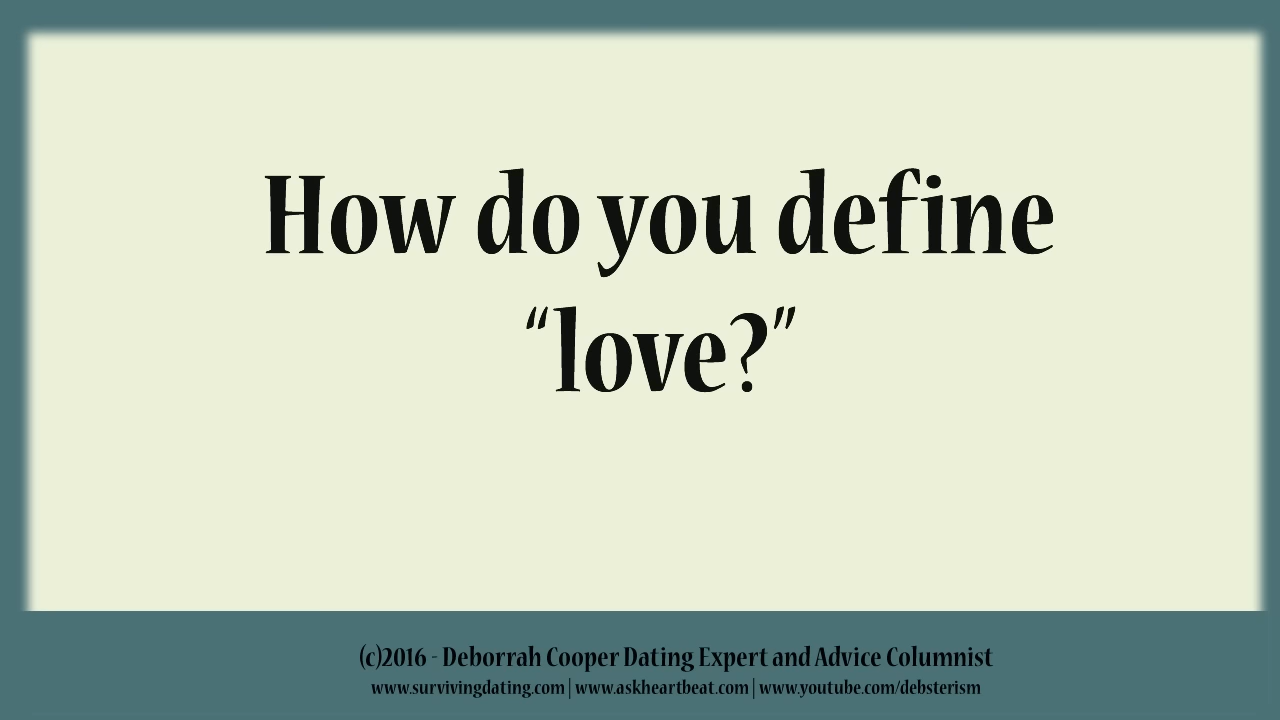 How do you define
“love?”
(c)2016 - Deborrah Cooper Dating Expert and Advice Columnist
www.survivingdating.com | www.askheartbeat.com | www.youtube.com/debsterism